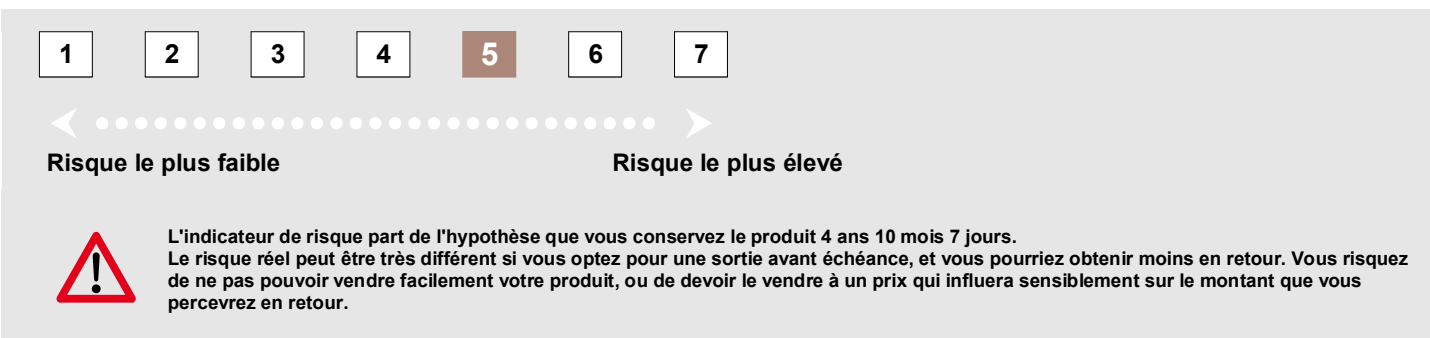 1 2 3 4 5 6 7
Risque le plus faible Risque le plus élevé
L'indicateur de risque part de l'hypothèse que vous conservez le produit 4 ans 10 mois 7 jours.
Le risque réel peut être très différent si vous optez pour une sortie avant échéance, et vous pourriez obtenir moins en retour. Vous risquez
de ne pas pouvoir vendre facilement votre produit, ou de devoir le vendre à un prix qui influera sensiblement sur le montant que vous
percevrez en retour.